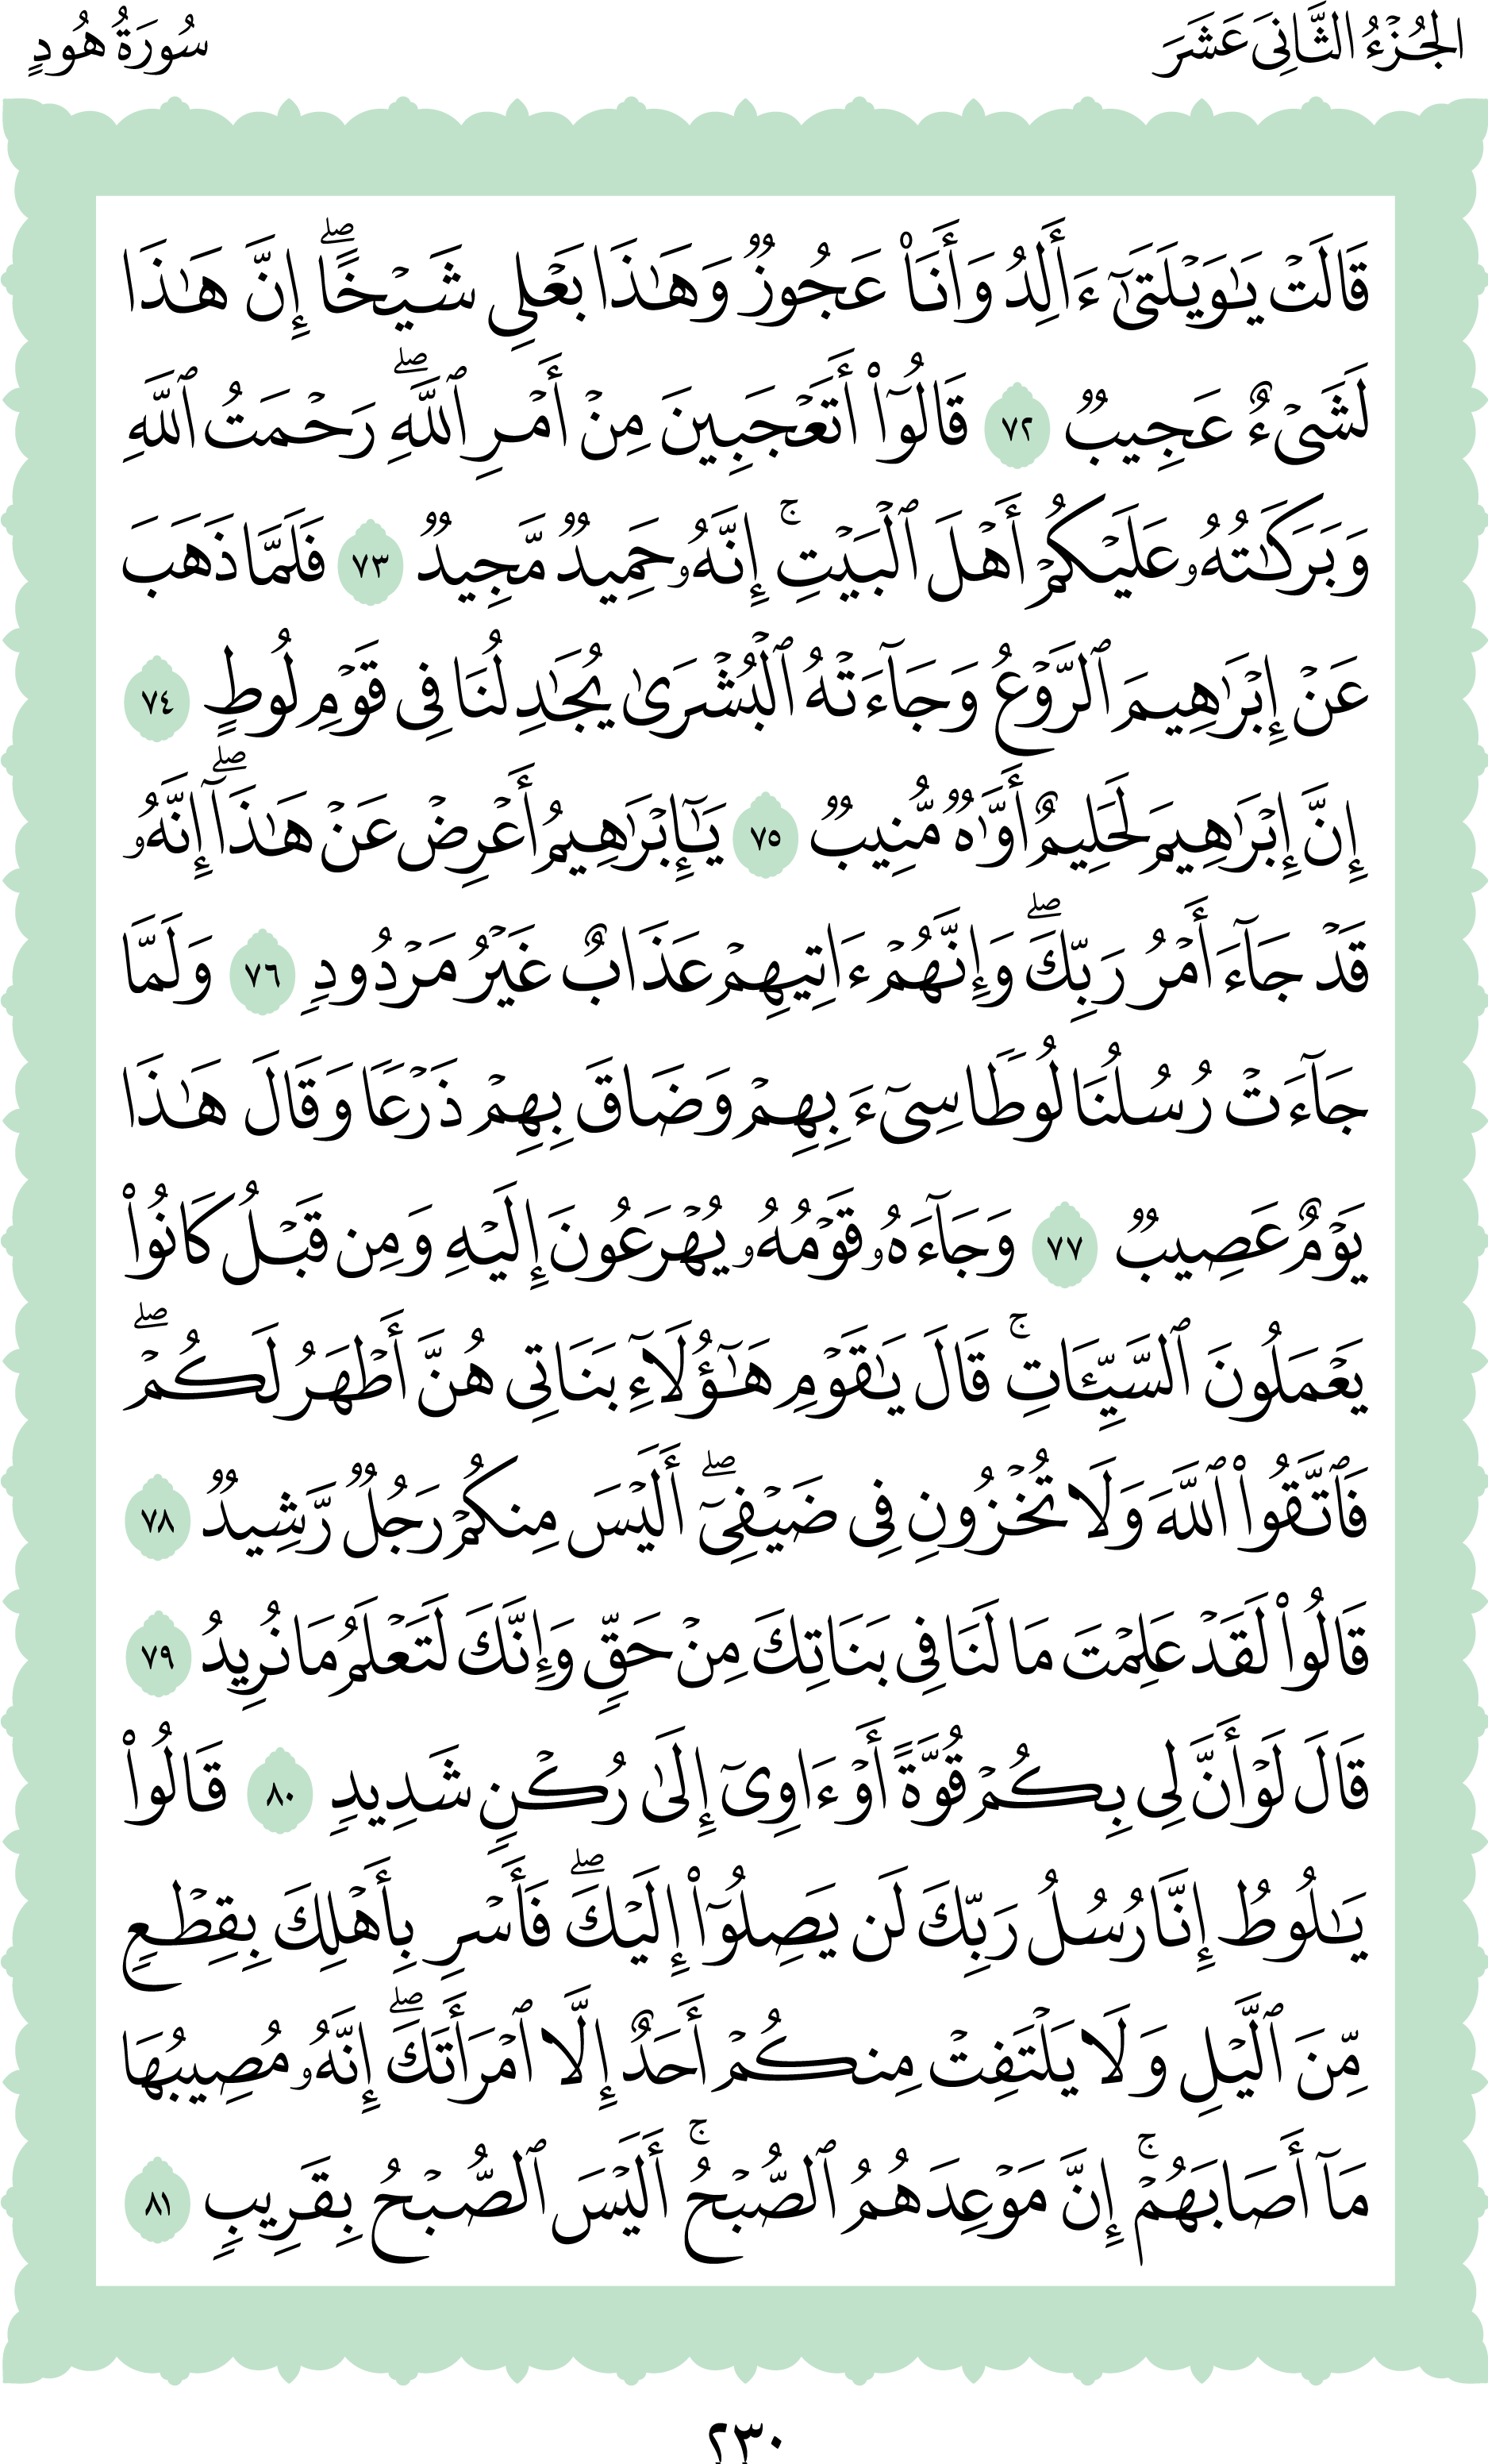 الجُزْءُ الثَّانِيَ عَشَرَ
سُورَةُ هُودٍ
قَالَتْ يَٰوَيْلَتَىٰٓ ءَأَلِدُ وَأَنَا۠ عَجُوزٌ وَهَٰذَا بَعْلِى شَيْخًا ۖ إِنَّ هَٰذَا
لَشَىْءٌ عَجِيبٌ ٧٢ قَالُوٓا۟ أَتَعْجَبِينَ مِنْ أَمْرِ ٱللَّهِ ۖ رَحْمَتُ ٱللَّهِ
وَبَرَكَٰتُهُۥ عَلَيْكُمْ أَهْلَ ٱلْبَيْتِ ۚ إِنَّهُۥ حَمِيدٌ مَّجِيدٌ ٧٣ فَلَمَّا ذَهَبَ
عَنْ إِبْرَٰهِيمَ ٱلرَّوْعُ وَجَآءَتْهُ ٱلْبُشْرَىٰ يُجَٰدِلُنَا فِى قَوْمِ لُوطٍ ٧٤
إِنَّ إِبْرَٰهِيمَ لَحَلِيمٌ أَوَّٰهٌ مُّنِيبٌ ٧٥ يَٰٓإِبْرَٰهِيمُ أَعْرِضْ عَنْ هَٰذَآ ۖ إِنَّهُۥ
قَدْ جَآءَ أَمْرُ رَبِّكَ ۖ وَإِنَّهُمْ ءَاتِيهِمْ عَذَابٌ غَيْرُ مَرْدُودٍ ٧٦ وَلَمَّا
جَآءَتْ رُسُلُنَا لُوطًا سِىٓءَ بِهِمْ وَضَاقَ بِهِمْ ذَرْعًا وَقَالَ هَٰذَا
يَوْمٌ عَصِيبٌ ٧٧ وَجَآءَهُۥ قَوْمُهُۥ يُهْرَعُونَ إِلَيْهِ وَمِن قَبْلُ كَانُوا۟
يَعْمَلُونَ ٱلسَّيِّـَٔاتِ ۚ قَالَ يَٰقَوْمِ هَٰٓؤُلَآءِ بَنَاتِى هُنَّ أَطْهَرُ لَكُمْ ۖ
فَٱتَّقُوا۟ ٱللَّهَ وَلَا تُخْزُونِ فِى ضَيْفِىٓ ۖ أَلَيْسَ مِنكُمْ رَجُلٌ رَّشِيدٌ ٧٨
قَالُوا۟ لَقَدْ عَلِمْتَ مَا لَنَا فِى بَنَاتِكَ مِنْ حَقٍّ وَإِنَّكَ لَتَعْلَمُ مَا نُرِيدُ ٧٩
قَالَ لَوْ أَنَّ لِى بِكُمْ قُوَّةً أَوْ ءَاوِىٓ إِلَىٰ رُكْنٍ شَدِيدٍ ٨٠ قَالُوا۟
يَٰلُوطُ إِنَّا رُسُلُ رَبِّكَ لَن يَصِلُوٓا۟ إِلَيْكَ ۖ فَأَسْرِ بِأَهْلِكَ بِقِطْعٍ
مِّنَ ٱلَّيْلِ وَلَا يَلْتَفِتْ مِنكُمْ أَحَدٌ إِلَّا ٱمْرَأَتَكَ ۖ إِنَّهُۥ مُصِيبُهَا
مَآ أَصَابَهُمْ ۚ إِنَّ مَوْعِدَهُمُ ٱلصُّبْحُ ۚ أَلَيْسَ ٱلصُّبْحُ بِقَرِيبٍ ٨١
٢٣٠